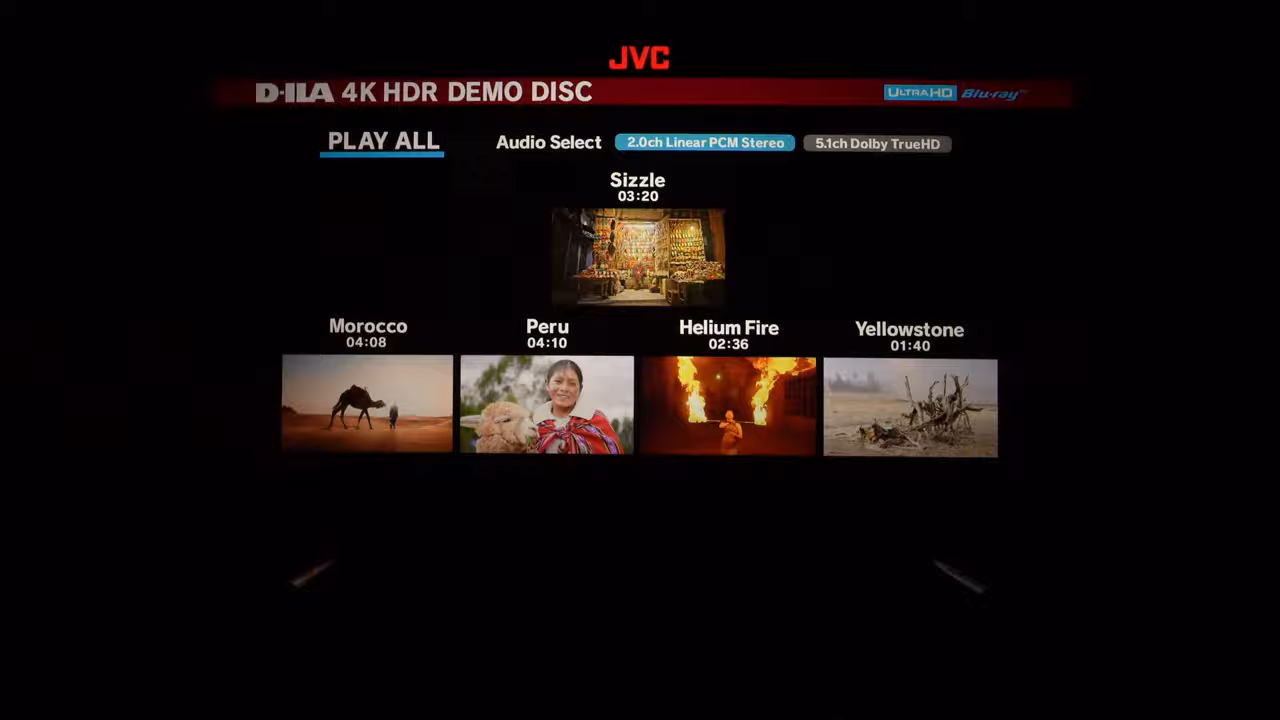 JVC
D-ILA 4K HDR DEMO DISC
ULTRA HD Blu-ray™
PLAY ALL
Audio Select 2.0ch Linear PCM Stereo 5.1ch Dolby TrueHD
Sizzle
03:20
Morocco
04:08
Peru
04:10
Helium Fire
02:36
Yellowstone
01:40